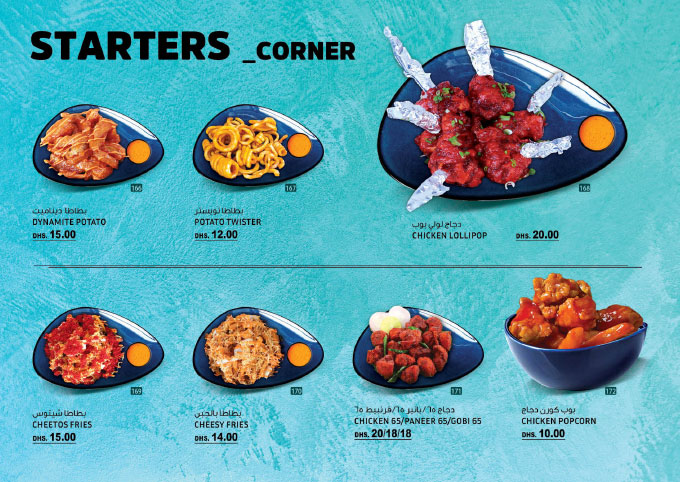 STARTERS _CORNER
166
بطاطا ديناميت
DYNAMITE POTATO
DHS. 15.00
167
بطاطا تويستر
POTATO TWISTER
DHS. 12.00
168
دجاج لولي بوب
CHICKEN LOLLIPOP DHS. 20.00
169
بطاطا شيتوس
CHEETOS FRIES
DHS. 15.00
170
بطاطا بالجبن
CHEESY FRIES
DHS. 14.00
171
دجاج ٦٥/بانير ٦٥/قرنبيط ٦٥
CHICKEN 65/PANEER 65/GOBI 65
DHS. 20/18/18
172
بوب كورن دجاج
CHICKEN POPCORN
DHS. 10.00